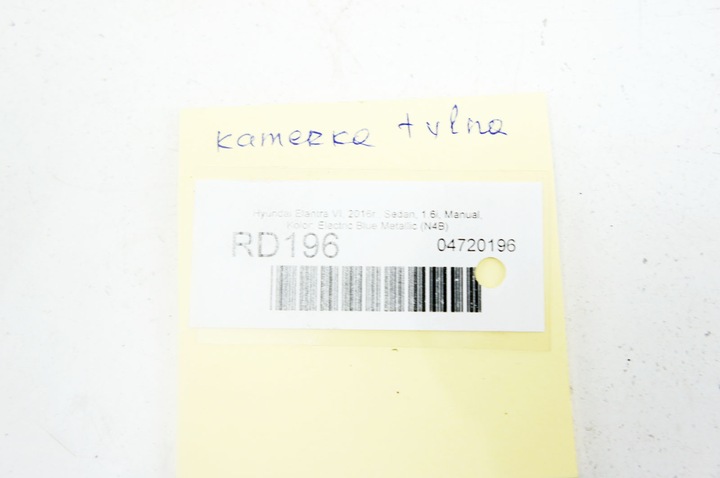 kamerka tylna
Hyundai Elantra VI, 2016r., Sedan, 1.6i, Manual,
Kolor: Electric Blue Metallic (N4B)
RD196 04720196